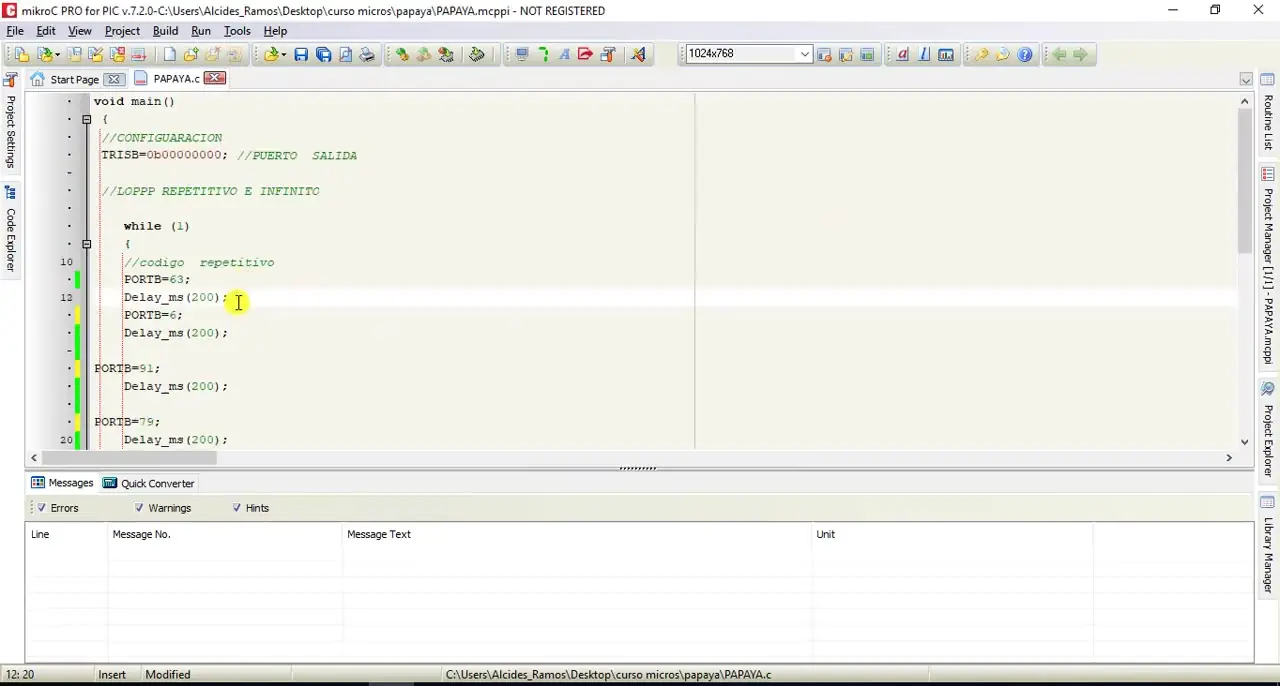 mikroC PRO for PIC v.7.2.0-C:\Users\Alcides_Ramos\Desktop\curso micros\papaya\PAPAYA.mcppi - NOT REGISTERED
File Edit View Project Build Run Tools Help
1024x768
Start Page PAPAYA.c
void main()
{
//CONFIGUARACION
TRISB=0b00000000; //PUERTO SALIDA
//LOPPP REPETITIVO E INFINITO
while (1)
{
10 //codigo repetitivo
PORTB=63;
12 Delay_ms(200);
PORTB=6;
Delay_ms(200);
PORTB=91;
Delay_ms(200);
PORTB=79;
20 Delay_ms(200);
Project Settings
Code Explorer
Routine List
Project Manager [1/1] - PAPAYA.mcppi
Project Explorer
Library Manager
Messages Quick Converter
Errors Warnings Hints
Line Message No. Message Text Unit
12: 20 Insert Modified C:\Users\Alcides_Ramos\Desktop\curso micros\papaya\PAPAYA.c